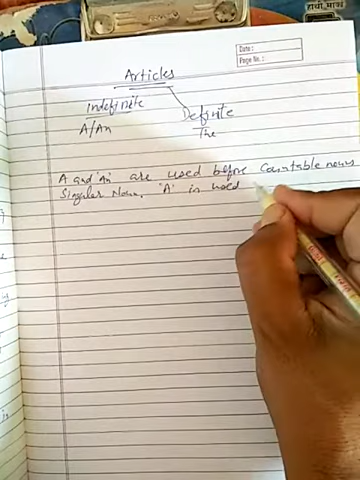 Date :
Page No. :
Articles
Indefinite Definite
A/An The
A and 'An' are used before Countable nouns
Singular Noun. 'A' is used